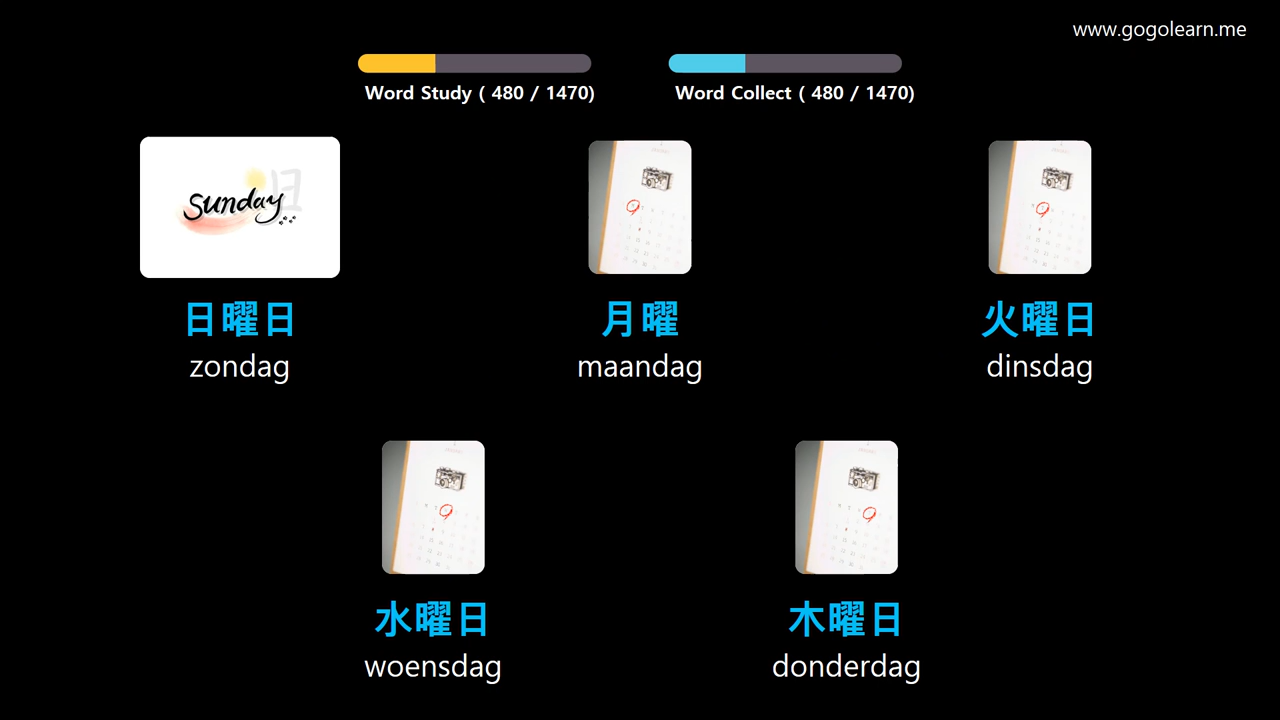 www.gogolearn.me
Word Study ( 480 / 1470)
Word Collect ( 480 / 1470)
Sunday
日
日曜日
zondag
月曜
maandag
火曜日
dinsdag
水曜日
woensdag
木曜日
donderdag